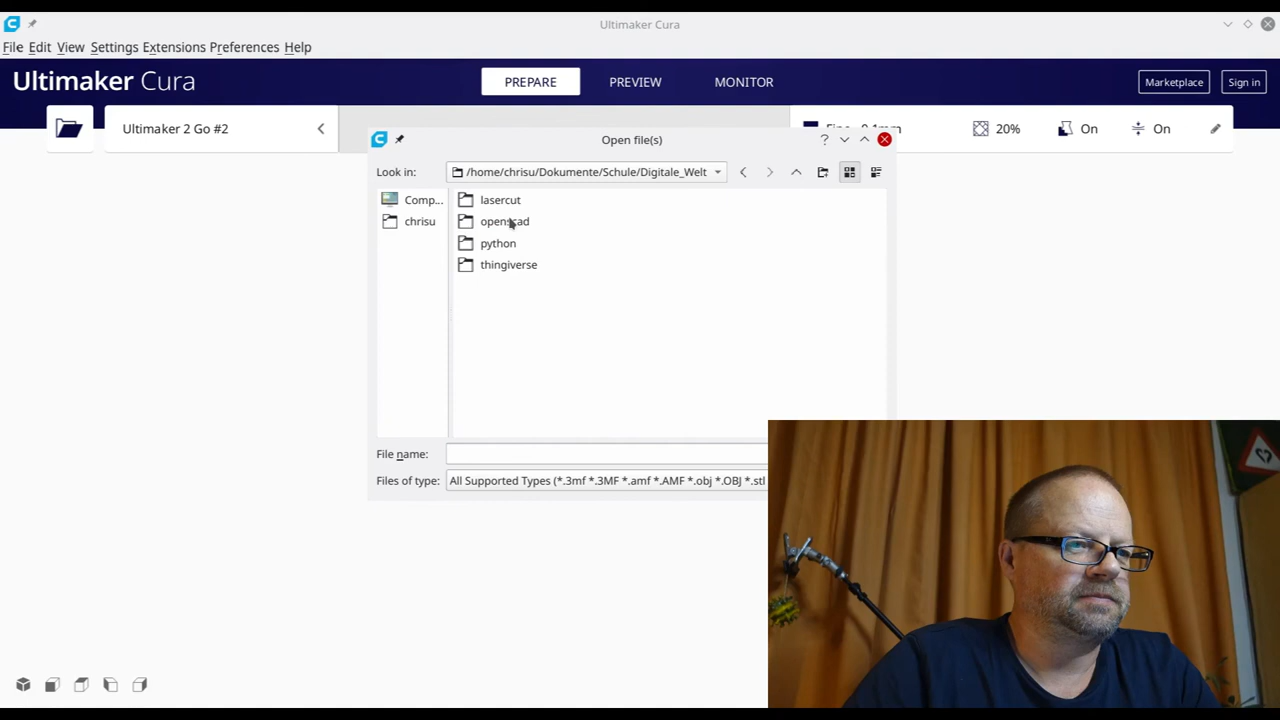 Ultimaker Cura
File Edit View Settings Extensions Preferences Help
Ultimaker Cura
PREPARE
PREVIEW
MONITOR
Marketplace
Sign in
Ultimaker 2 Go #2
20%
On
On
Open file(s)
?
Look in:
/home/chrisu/Dokumente/Schule/Digitale_Welt
Comp...
chrisu
lasercut
openscad
python
thingiverse
File name:
Files of type:
All Supported Types (*.3mf *.3MF *.amf *.AMF *.obj *.OBJ *.stl